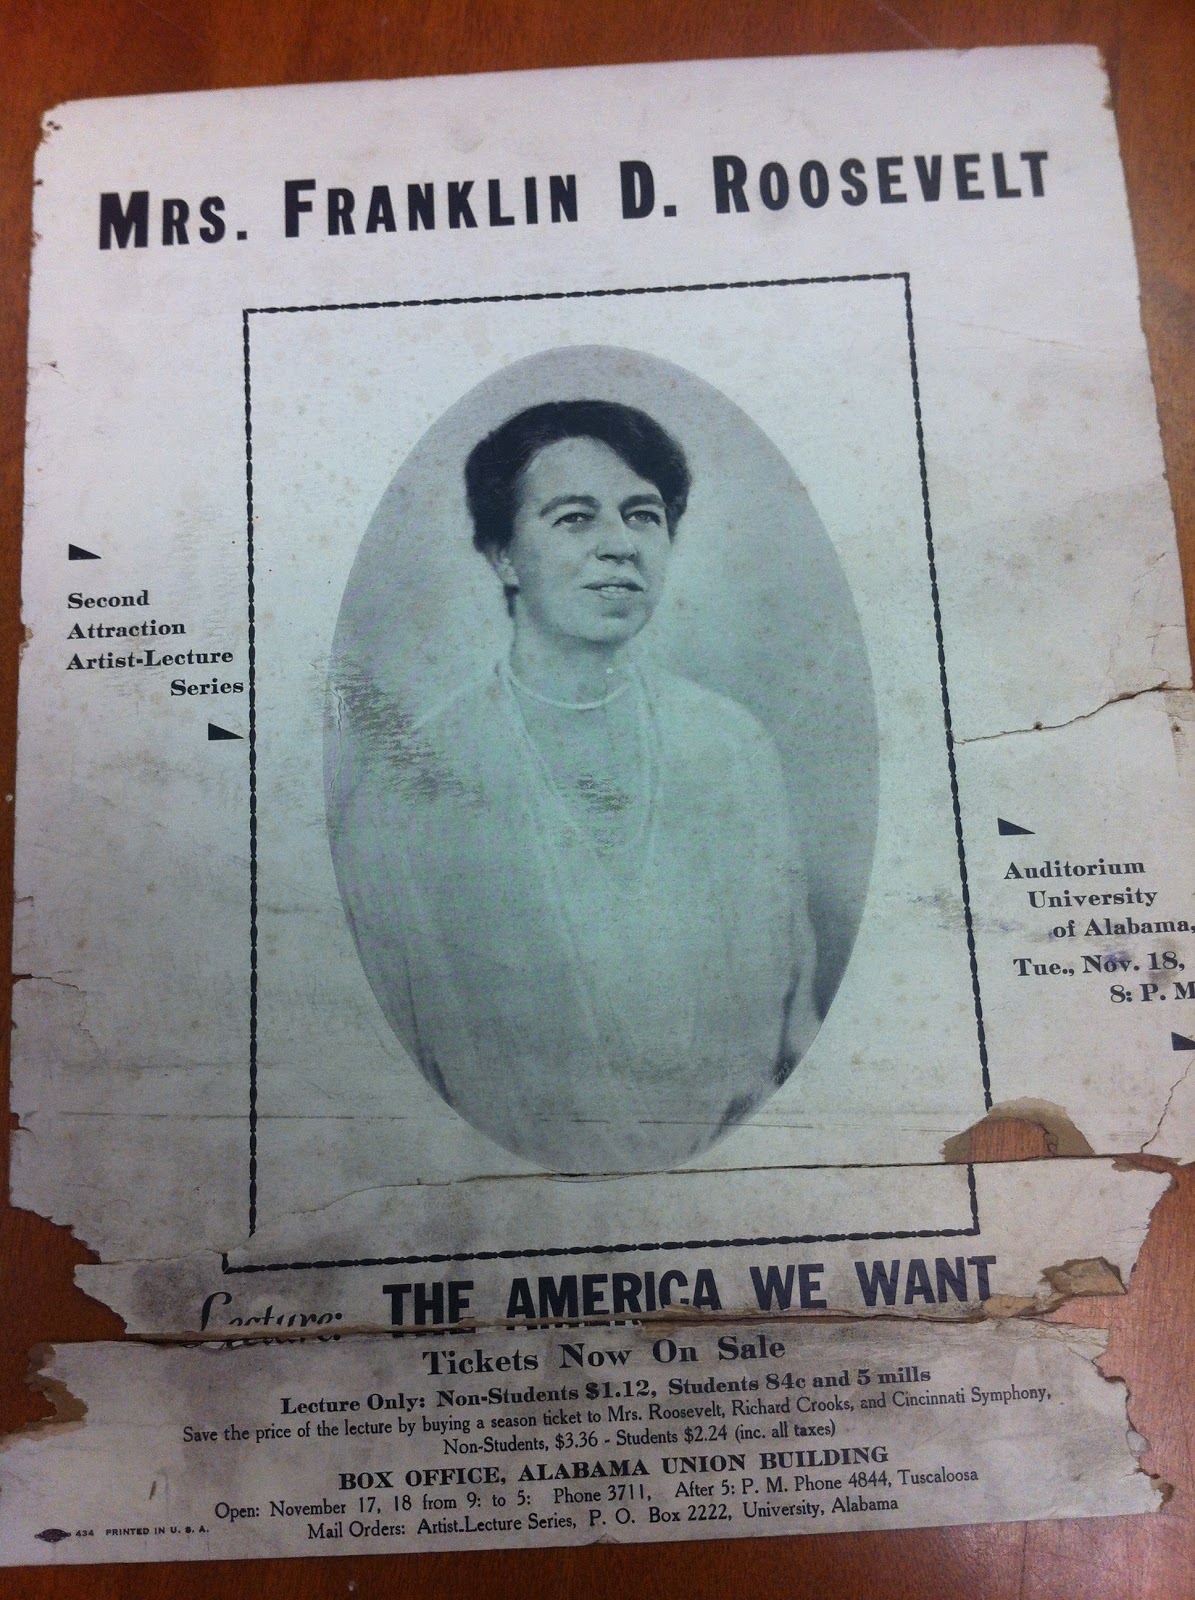 MRS. FRANKLIN D. ROOSEVELT
Second
Attraction
Artist-Lecture
Series
Auditorium
University
of Alabama,
Tue., Nov. 18,
8: P. M
Lecture: THE AMERICA WE WANT
Tickets Now On Sale
Lecture Only: Non-Students $1.12, Students 84c and 5 mills
Save the price of the lecture by buying a season ticket to Mrs. Roosevelt, Richard Crooks, and Cincinnati Symphony,
Non-Students, $3.36 - Students $2.24 (inc. all taxes)
BOX OFFICE, ALABAMA UNION BUILDING
Open: November 17, 18 from 9: to 5: Phone 3711, After 5: P. M. Phone 4844, Tuscaloosa
Mail Orders: Artist-Lecture Series, P. O. Box 2222, University, Alabama
434 PRINTED IN U. S. A.